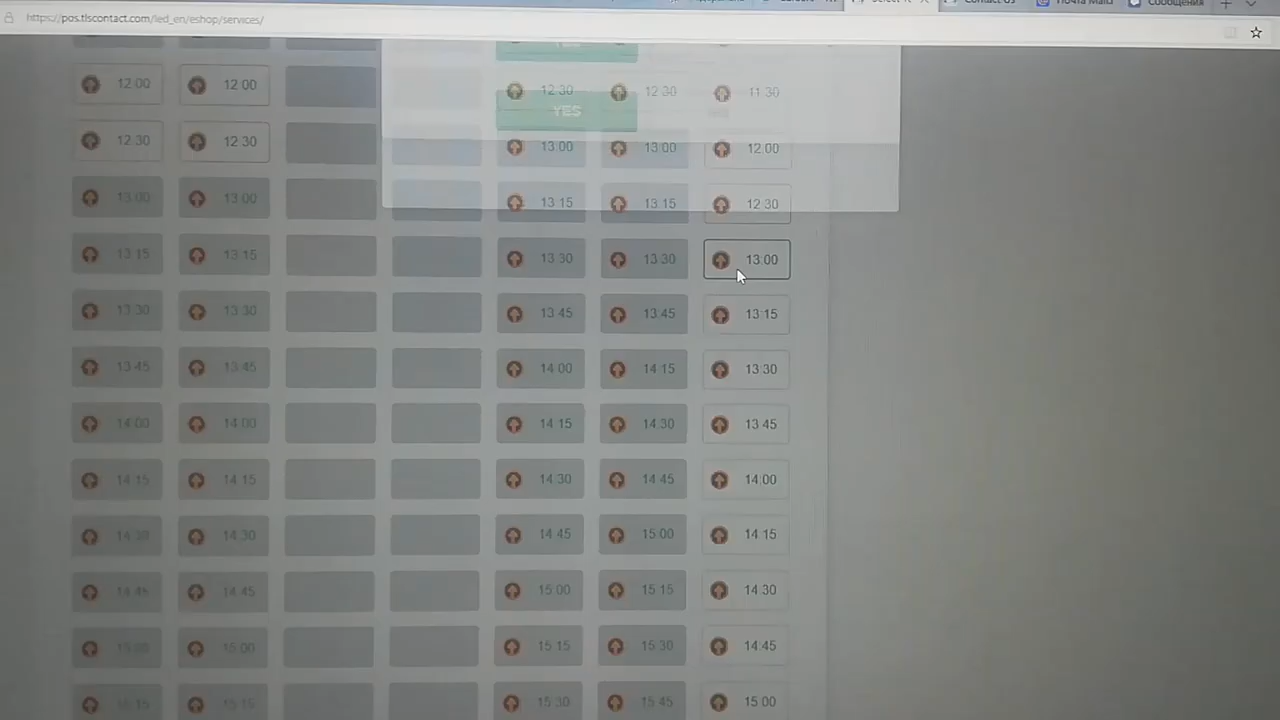 https://pos.tlscontact.com/led_en/eshop/services/
YES
12:30 12:30 11:30
12:00 12:00
YES
12:30 12:30 13:00 13:00 12:00
13:00 13:00 13:15 13:15 12:30
13:15 13:15 13:30 13:30 13:00
13:30 13:30 13:45 13:45 13:15
13:45 13:45 14:00 14:15 13:30
14:00 14:00 14:15 14:30 13:45
14:15 14:15 14:30 14:45 14:00
14:30 14:30 14:45 15:00 14:15
14:45 14:45 15:00 15:15 14:30
15:00 15:00 15:15 15:30 14:45
15:15 15:15 15:30 15:45 15:00